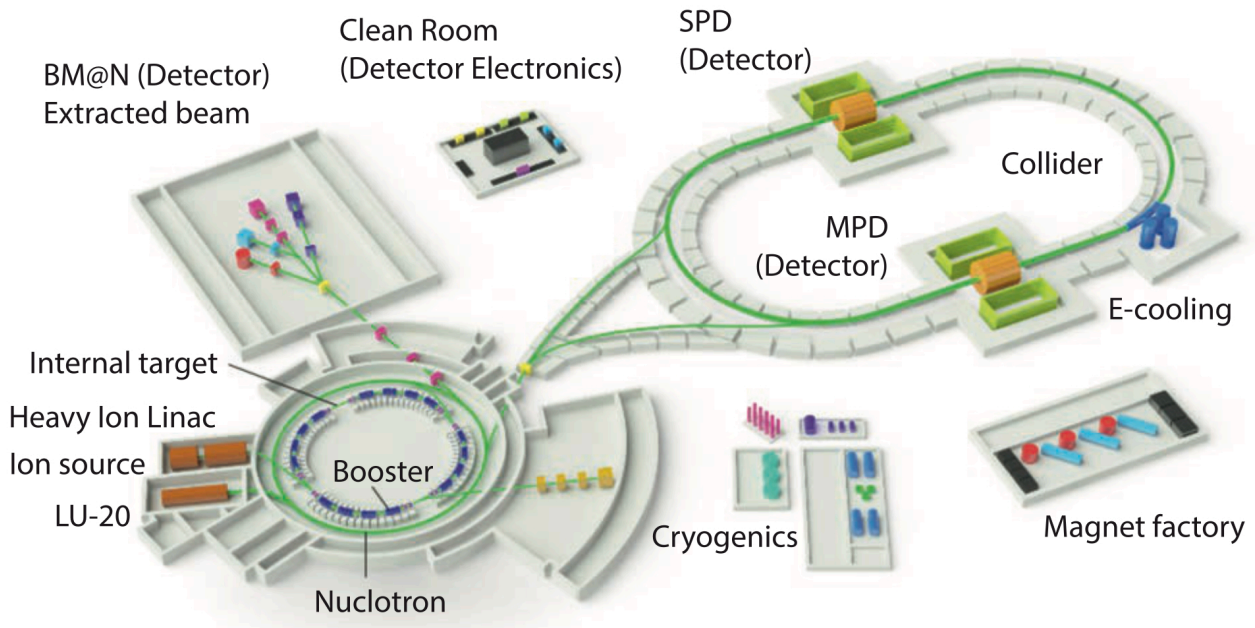 BM@N (Detector)
Extracted beam
Clean Room
(Detector Electronics)
SPD
(Detector)
Collider
MPD
(Detector)
E-cooling
Internal target
Heavy Ion Linac
Ion source
LU-20
Booster
Nuclotron
Cryogenics
Magnet factory